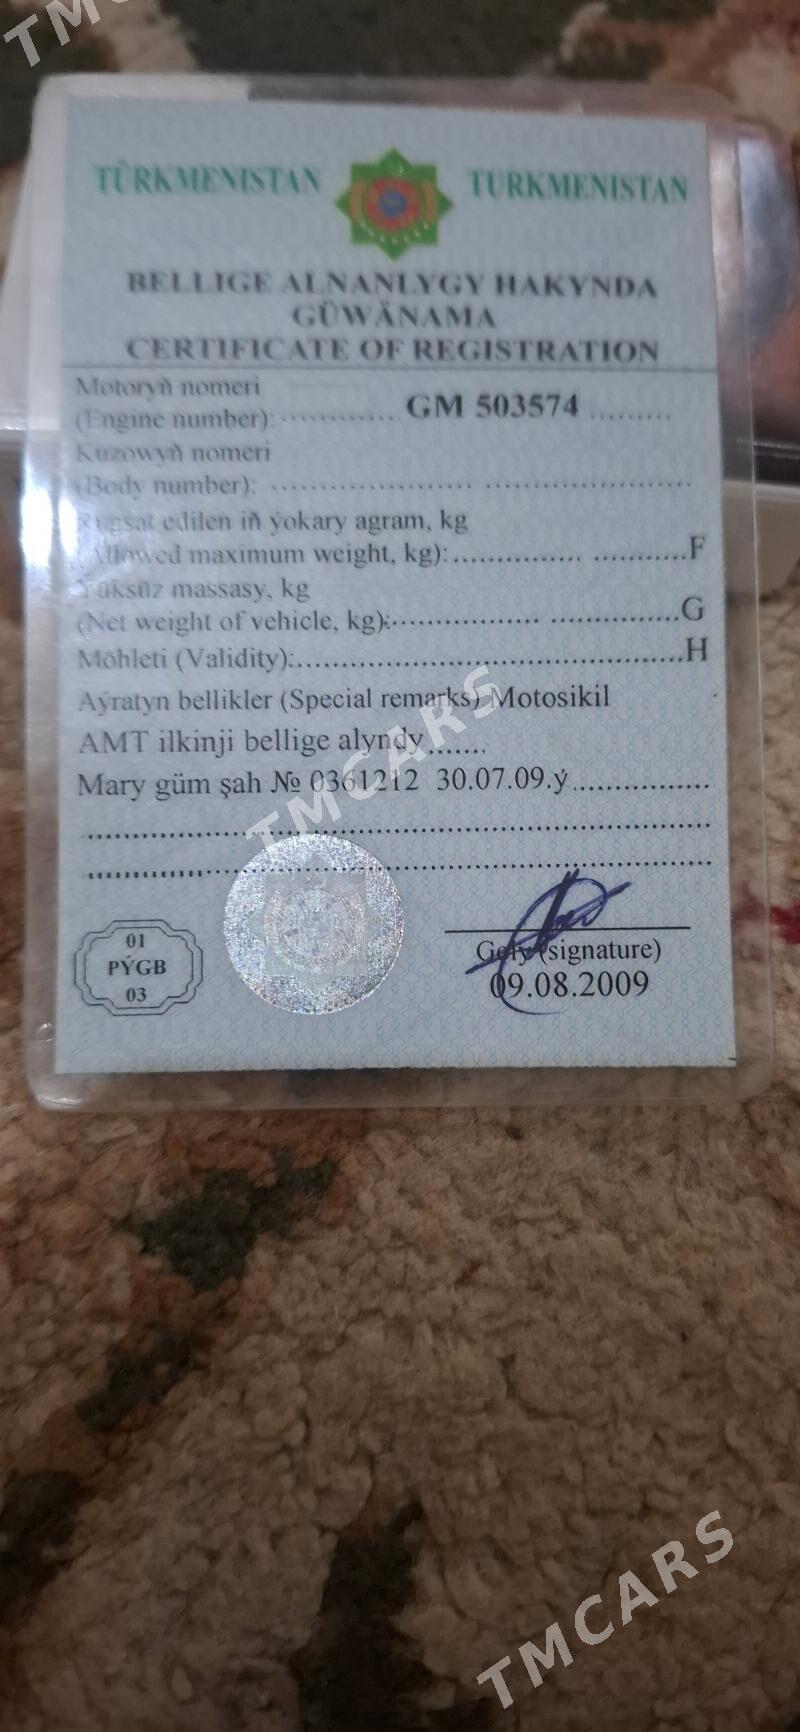 TMCARS
TÜRKMENISTAN TURKMENISTAN
BELLIGE ALNANLYGY HAKYNDA
GÜWÄNAMA
CERTIFICATE OF REGISTRATION
Motoryň nomeri
(Engine number): ............. GM 503574 .........
Kuzowyň nomeri
(Body number): ...............................................
Rugsat edilen iň ýokary agram, kg
(Allowed maximum weight, kg):...........................F
Ýüksüz massasy, kg
(Net weight of vehicle, kg):.................................G
Möhleti (Validity):...............................................H
Aýratyn bellikler (Special remarks) Motosikil
AMT ilkinji bellige alyndy.......
Mary güm şah № 0361212 30.07.09.ý................
TMCARS
01
PÝGB
03
Goly (signature)
09.08.2009
TMCARS